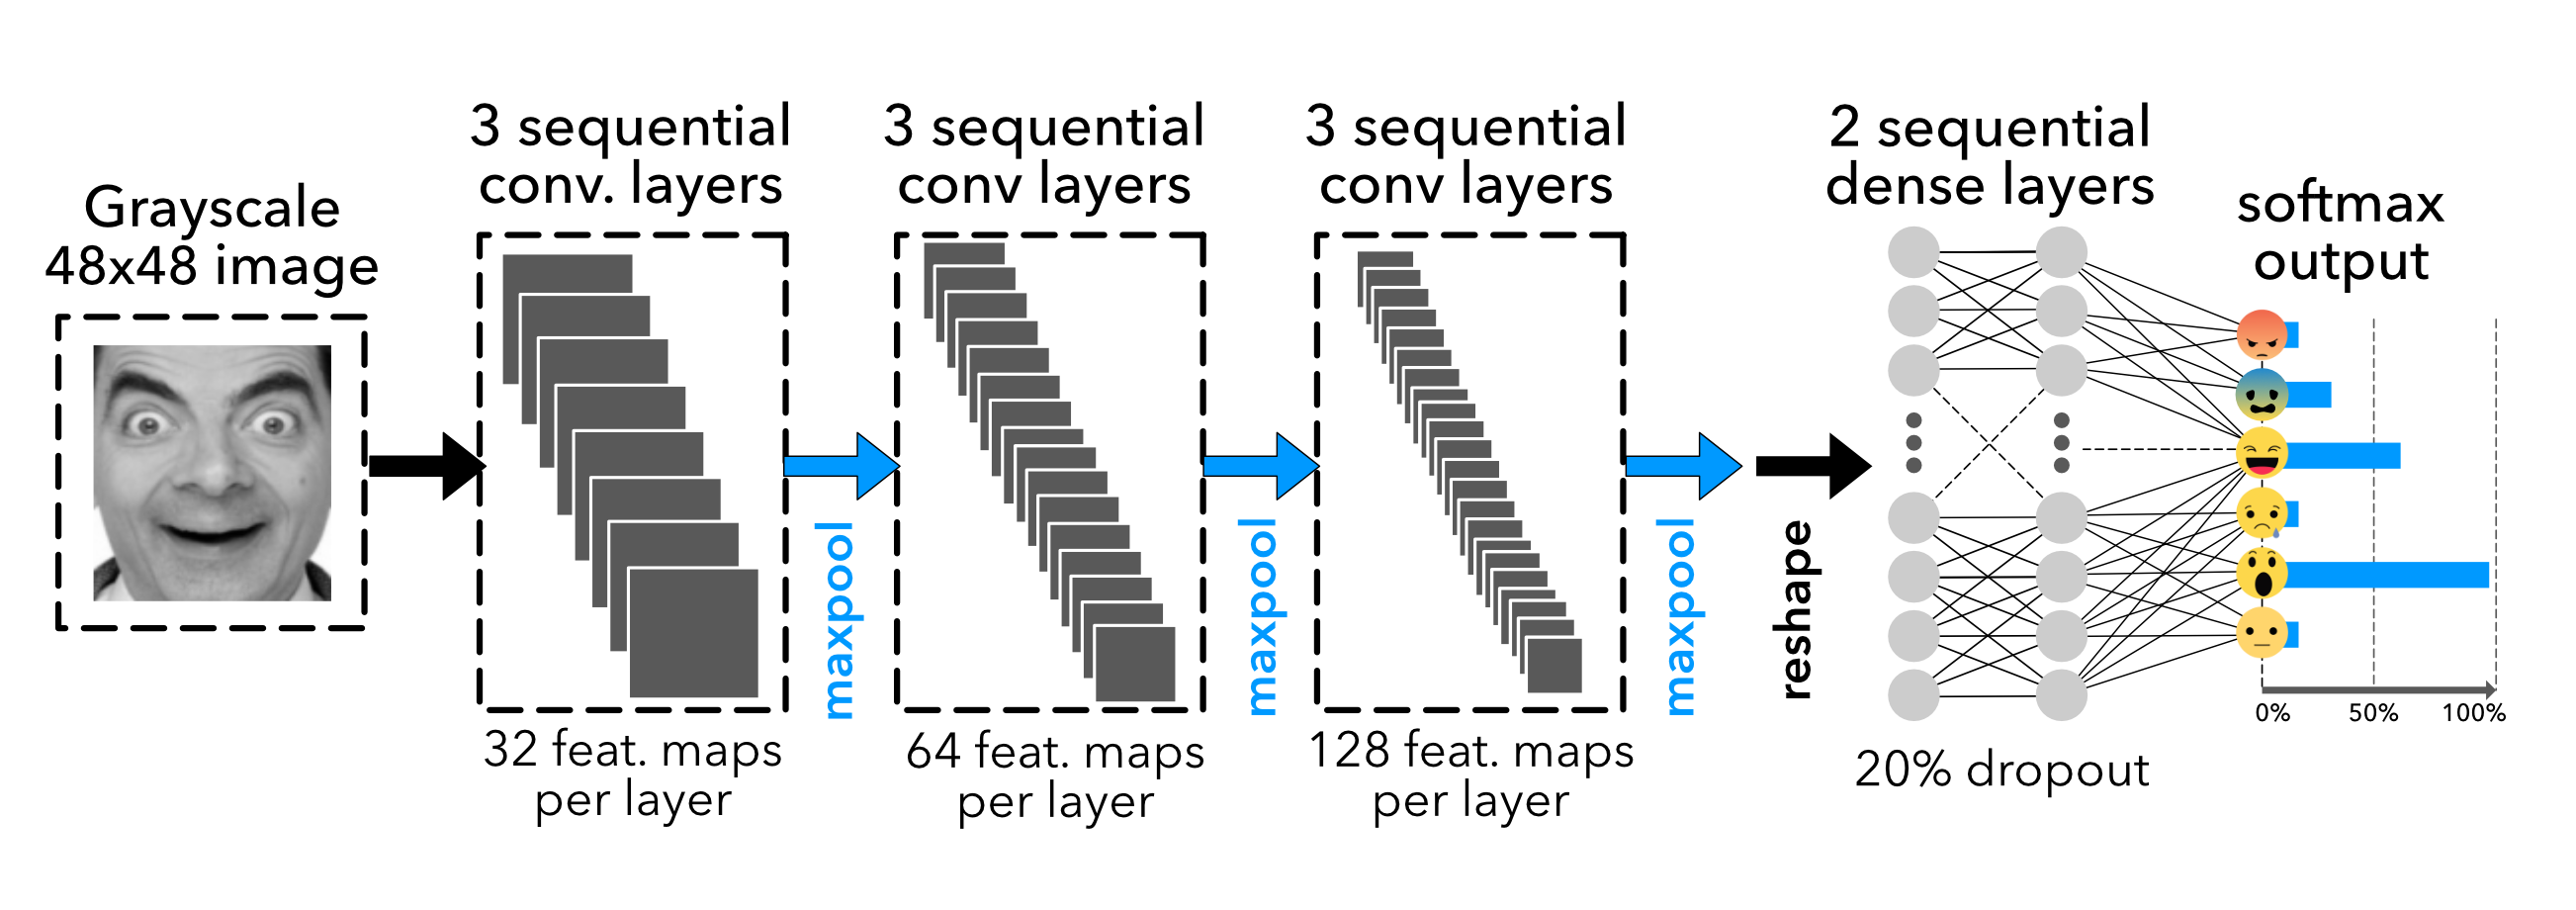 Grayscale
48x48 image
3 sequential
conv. layers
32 feat. maps
per layer
maxpool
3 sequential
conv layers
64 feat. maps
per layer
maxpool
3 sequential
conv layers
128 feat. maps
per layer
maxpool
reshape
2 sequential
dense layers
20% dropout
softmax
output
0% 50% 100%